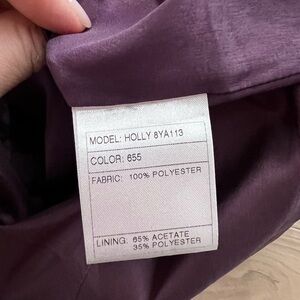 MODEL: HOLLY 8YA113
COLOR: 655
FABRIC: 100% POLYESTER
LINING: 65% ACETATE
35% POLYESTER